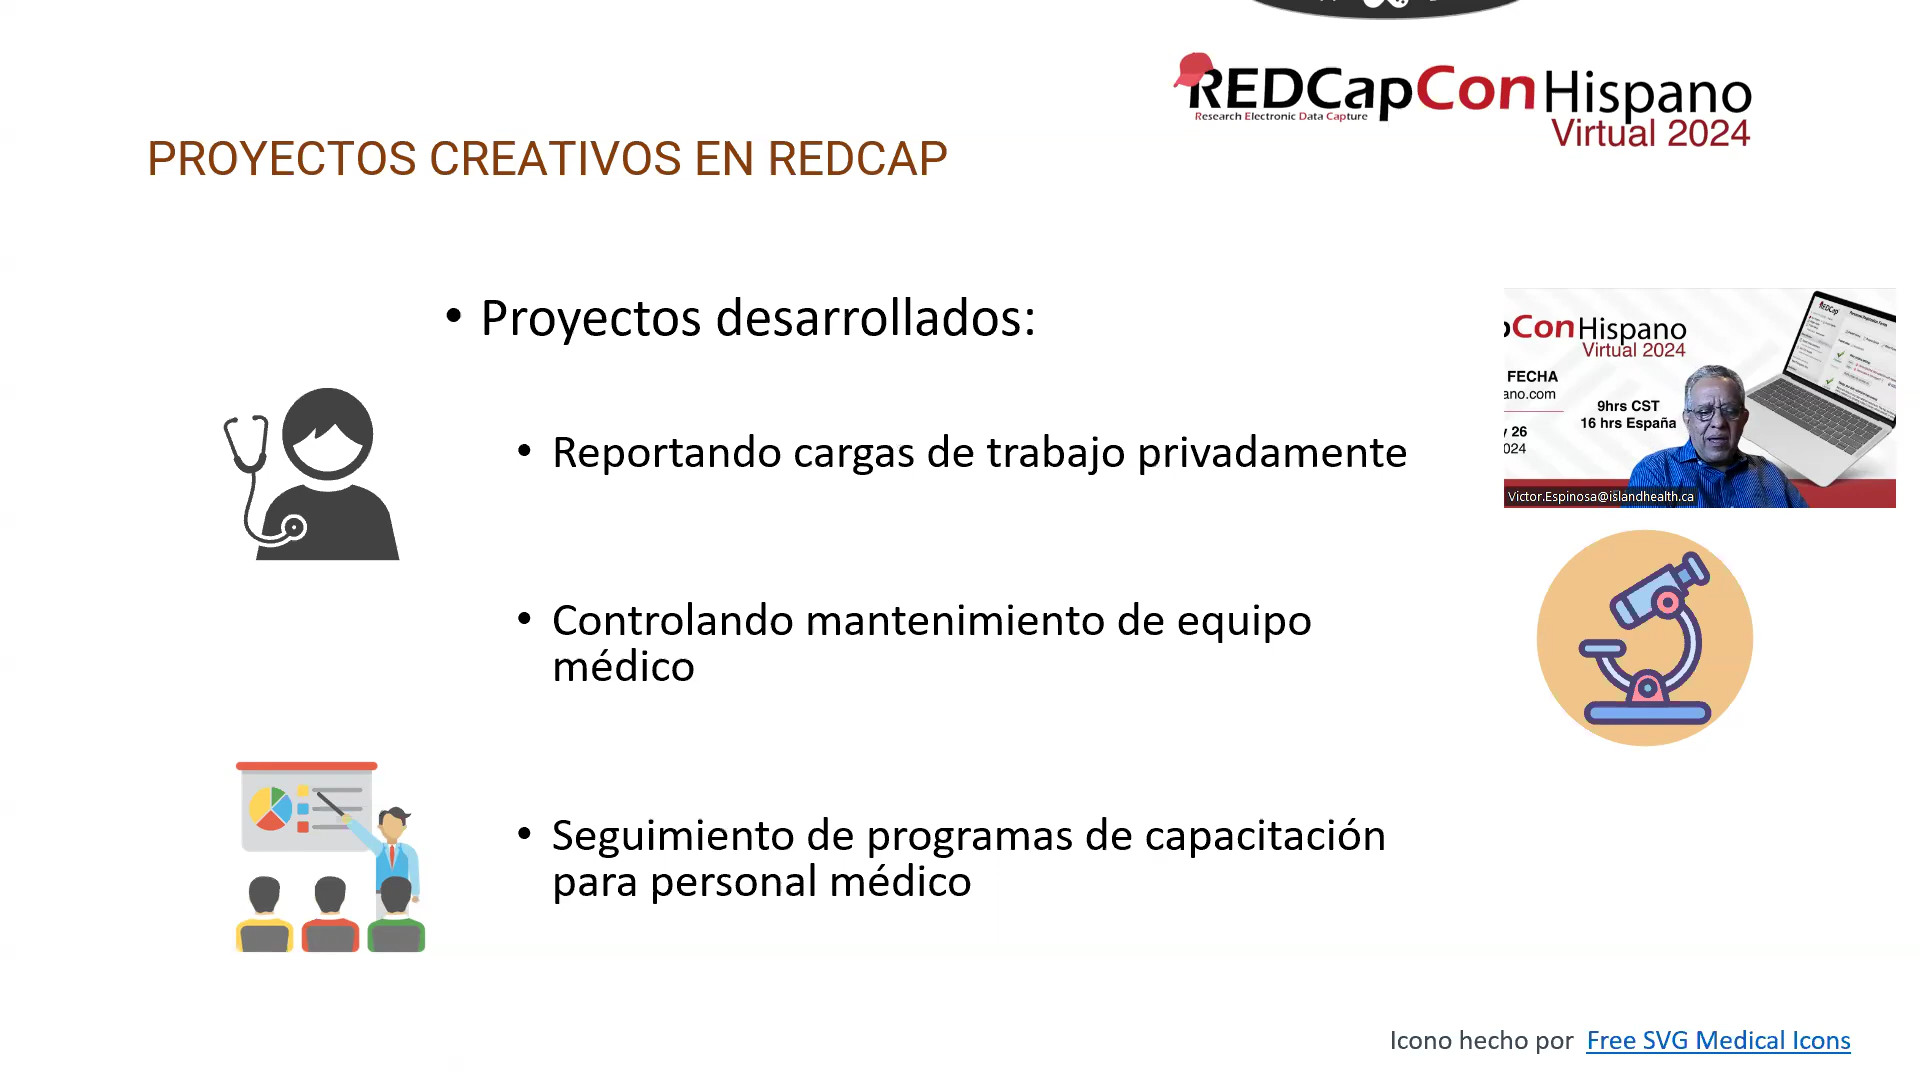 REDCapCon Hispano
Research Electronic Data Capture
Virtual 2024
PROYECTOS CREATIVOS EN REDCAP
• Proyectos desarrollados:
• Reportando cargas de trabajo privadamente
• Controlando mantenimiento de equipo
médico
• Seguimiento de programas de capacitación
para personal médico
pCon Hispano
Virtual 2024
FECHA
ano.com
9hrs CST
16 hrs España
y 26
024
REDCap
Victor.Espinosa@islandhealth.ca
Icono hecho por Free SVG Medical Icons